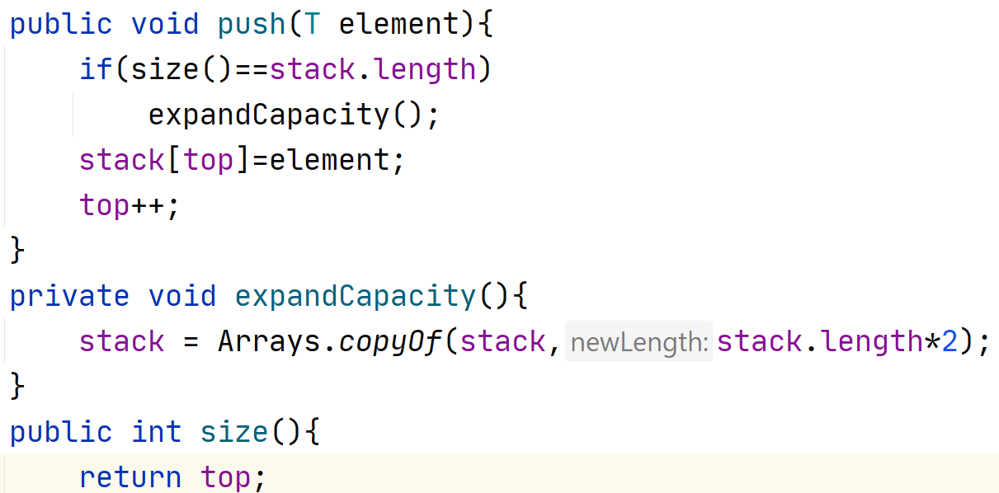 public void push(T element){
    if(size()==stack.length)
        expandCapacity();
    stack[top]=element;
    top++;
}
private void expandCapacity(){
    stack = Arrays.copyOf(stack, newLength: stack.length*2);
}
public int size(){
    return top;